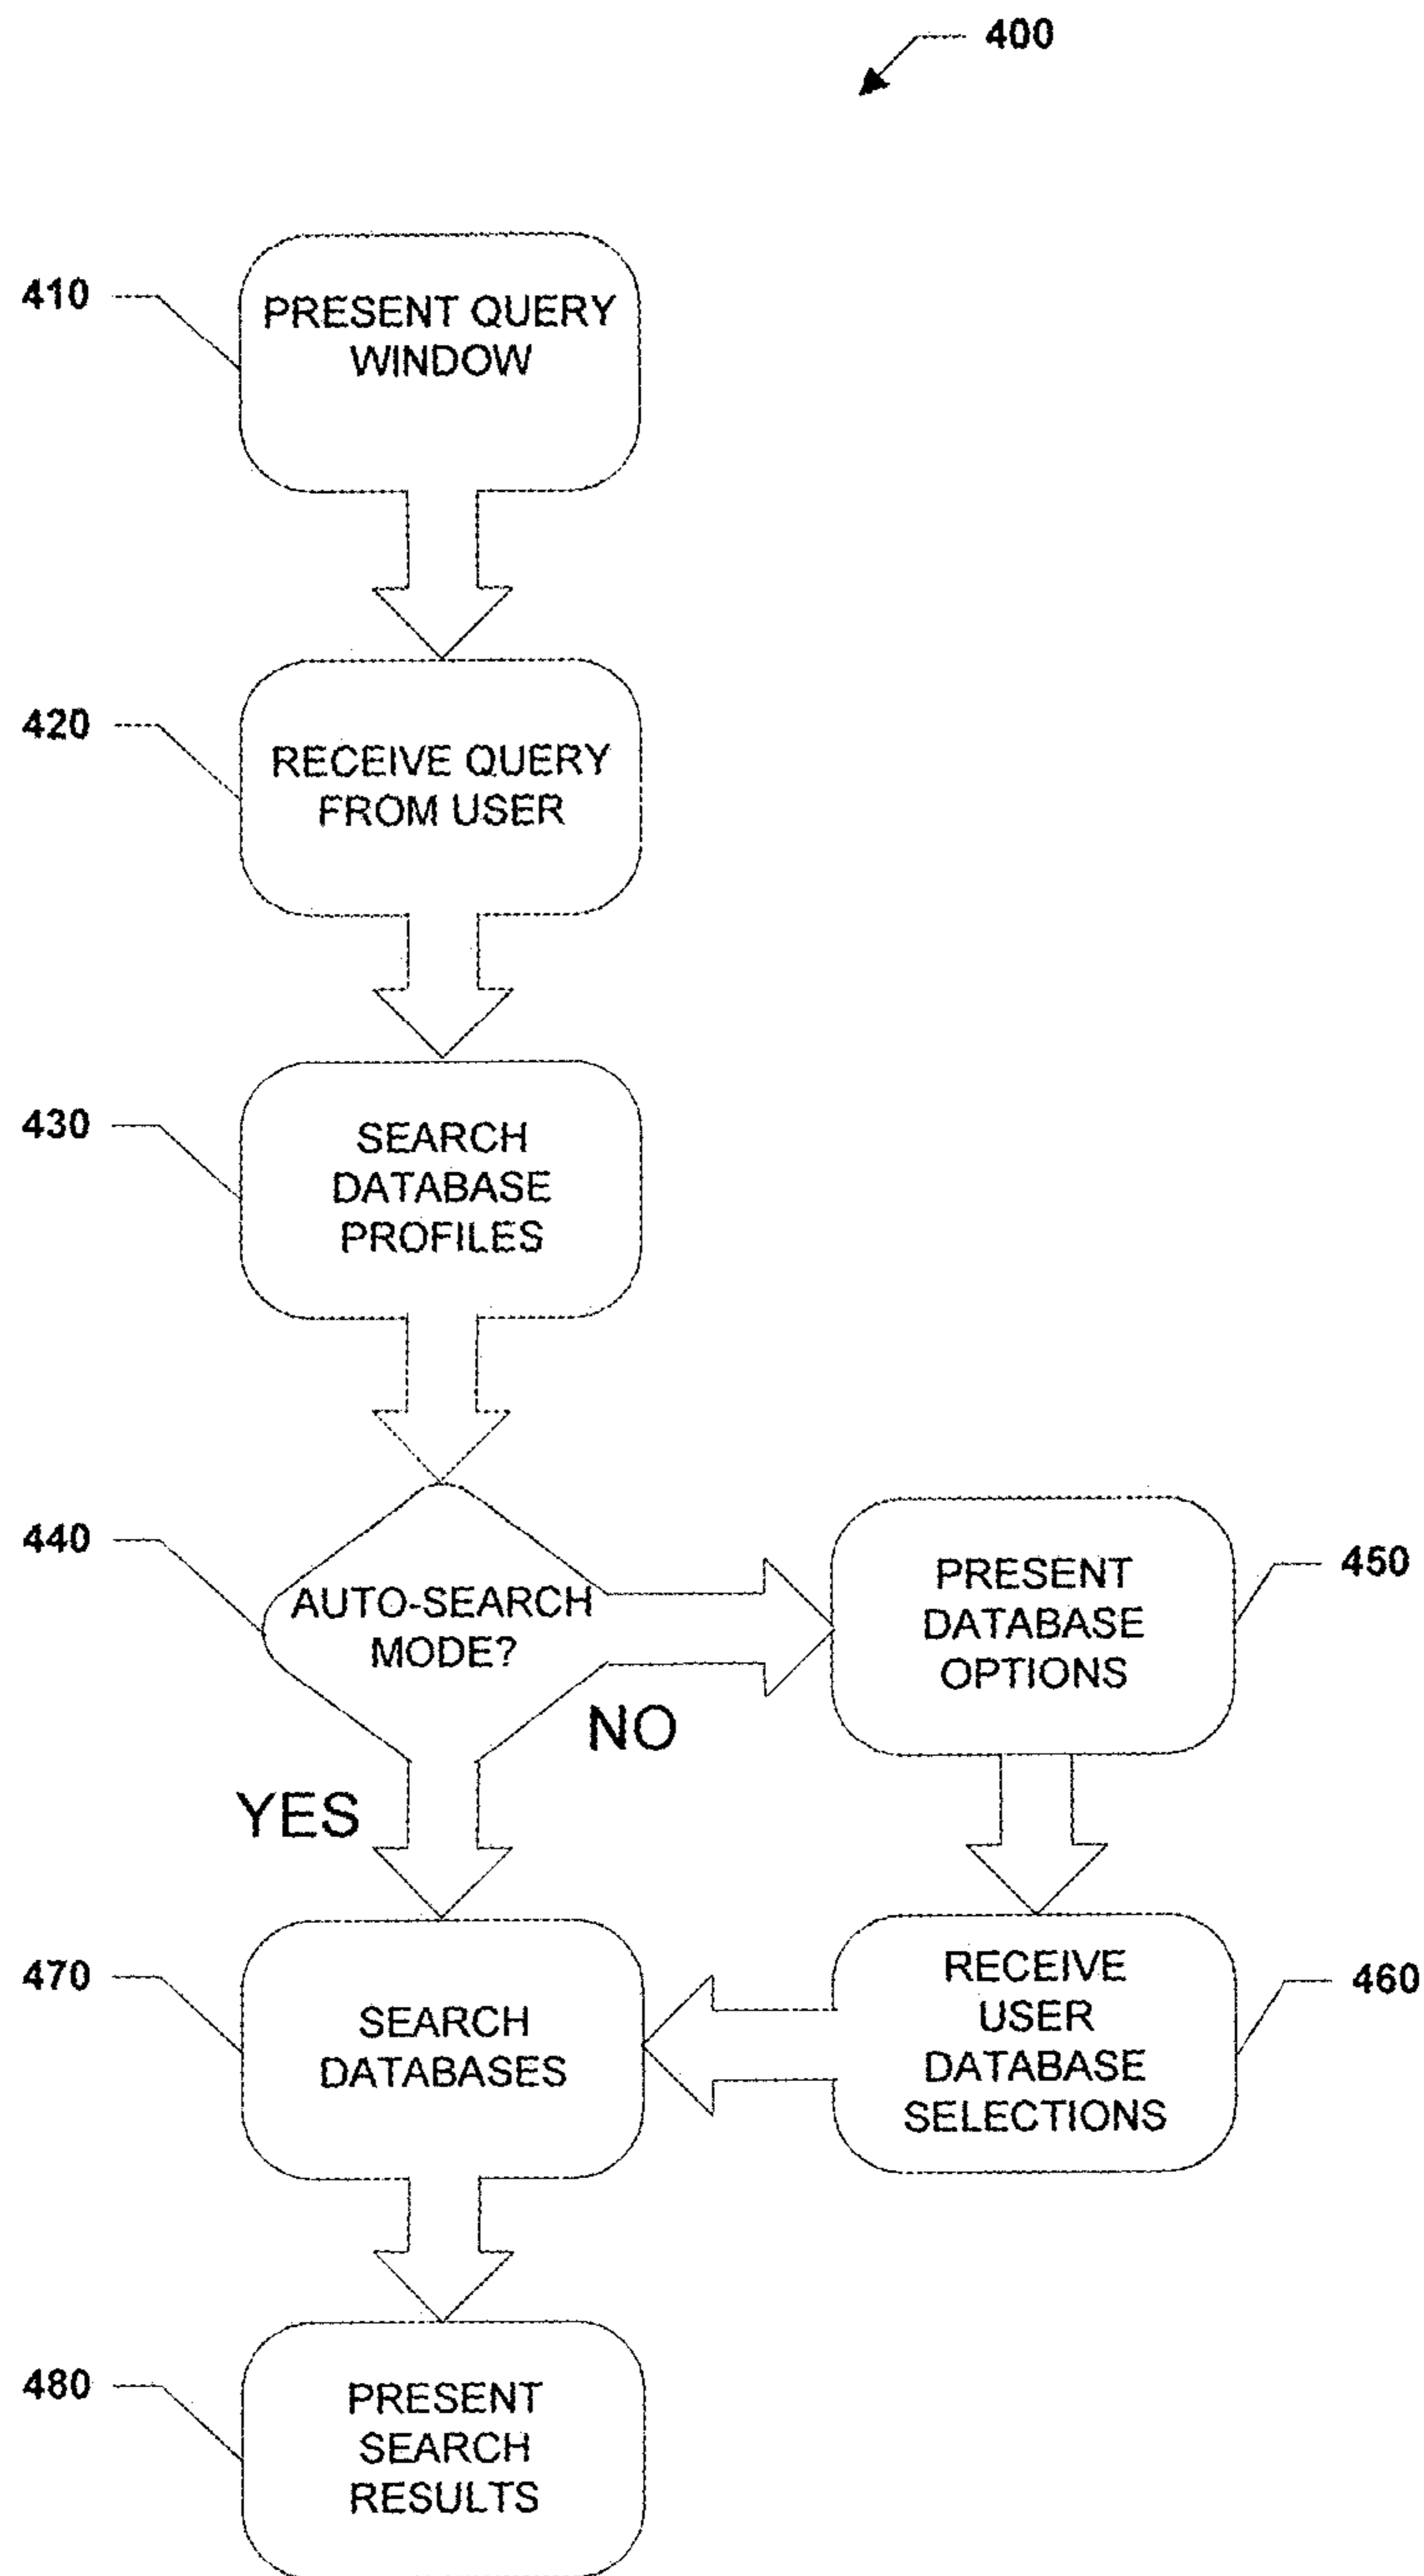 400
410
PRESENT QUERY
WINDOW
420
RECEIVE QUERY
FROM USER
430
SEARCH
DATABASE
PROFILES
440
AUTO-SEARCH
MODE?
NO
YES
450
PRESENT
DATABASE
OPTIONS
460
RECEIVE
USER
DATABASE
SELECTIONS
470
SEARCH
DATABASES
480
PRESENT
SEARCH
RESULTS